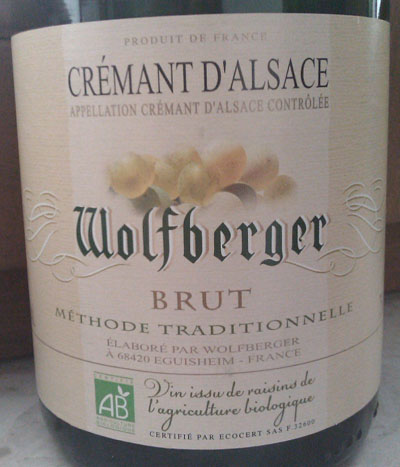 PRODUIT DE FRANCE
CRÉMANT D'ALSACE
APPELLATION CRÉMANT D'ALSACE CONTRÔLÉE
Wolfberger
BRUT
MÉTHODE TRADITIONNELLE
ÉLABORÉ PAR WOLFBERGER
À 68420 EGUISHEIM - FRANCE
AB
Vin issu de raisins de
l'agriculture biologique
CERTIFIÉ PAR ECOCERT SAS F.32600